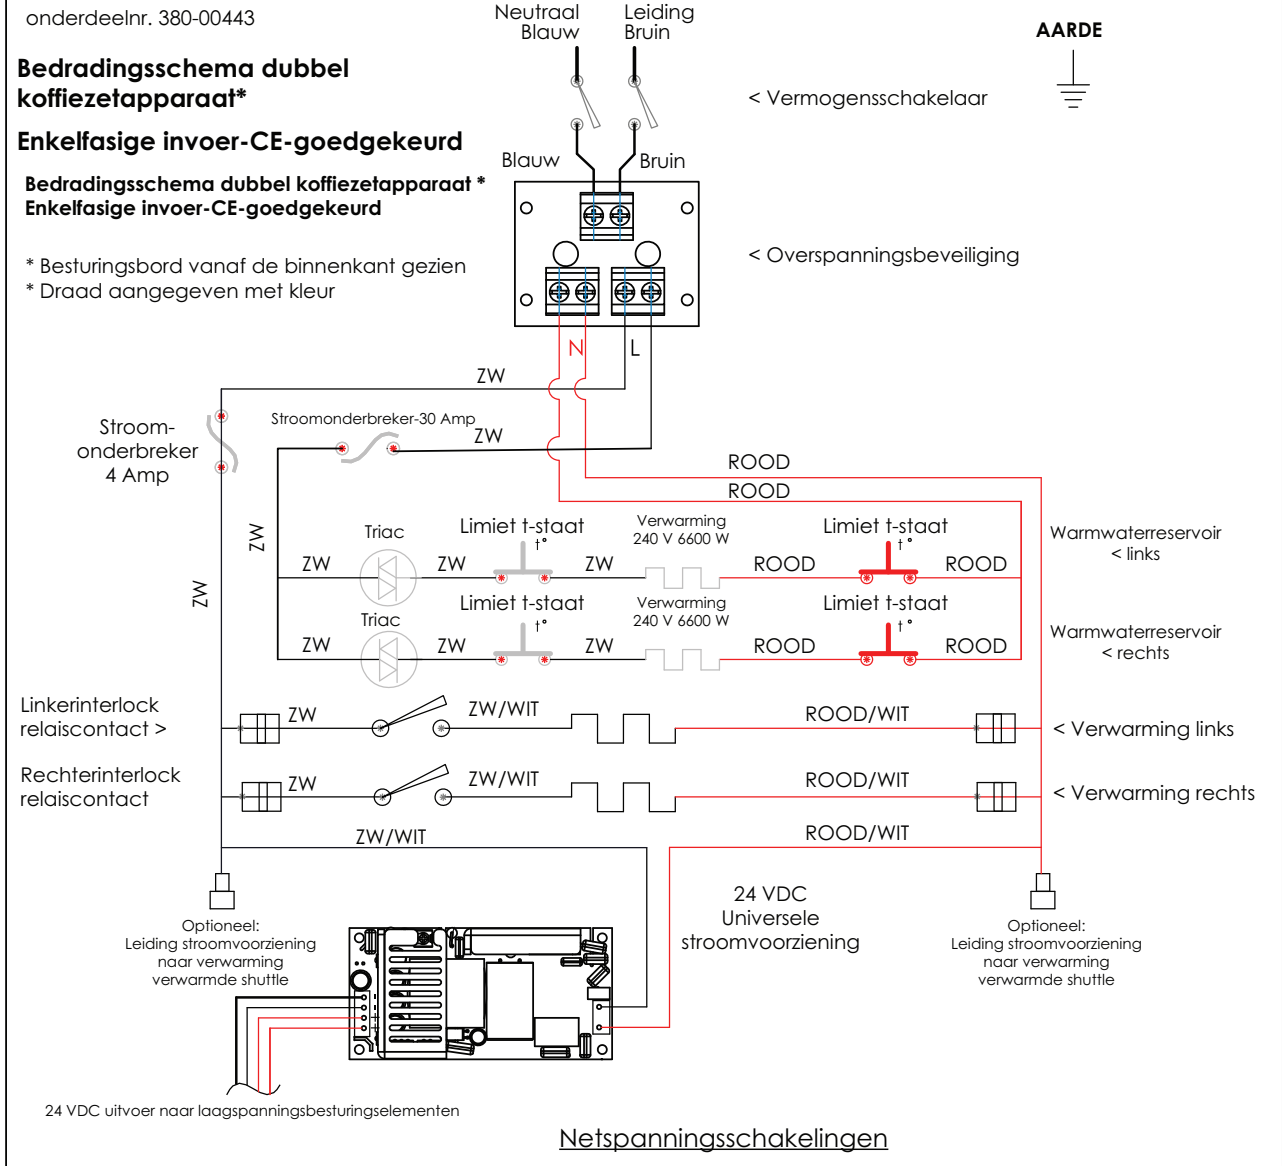 onderdeelnr. 380-00443
Neutraal
Blauw
Leiding
Bruin
AARDE
Bedradingsschema dubbel
koffiezetapparaat*
Enkelfasige invoer-CE-goedgekeurd
Bedradingsschema dubbel koffiezetapparaat *
Enkelfasige invoer-CE-goedgekeurd
* Besturingsbord vanaf de binnenkant gezien
* Draad aangegeven met kleur
< Vermogensschakelaar
Blauw
Bruin
< Overspanningsbeveiliging
N
L
ZW
Stroom-
onderbreker
4 Amp
Stroomonderbreker-30 Amp
ZW
ROOD
ROOD
ZW
ZW
Triac
Limiet t-staat
t°
Verwarming
240 V 6600 W
Limiet t-staat
t°
Warmwaterreservoir
< links
ZW
ZW
ZW
ROOD
ROOD
Triac
Limiet t-staat
t°
Verwarming
240 V 6600 W
Limiet t-staat
t°
Warmwaterreservoir
< rechts
ZW
ZW
ZW
ROOD
ROOD
Linkerinterlock
relaiscontact >
ZW
ZW/WIT
ROOD/WIT
< Verwarming links
Rechterinterlock
relaiscontact
ZW
ZW/WIT
ROOD/WIT
< Verwarming rechts
ZW/WIT
ROOD/WIT
Optioneel:
Leiding stroomvoorziening
naar verwarming
verwarmde shuttle
24 VDC
Universele
stroomvoorziening
Optioneel:
Leiding stroomvoorziening
naar verwarming
verwarmde shuttle
24 VDC uitvoer naar laagspanningsbesturingselementen
Netspanningsschakelingen